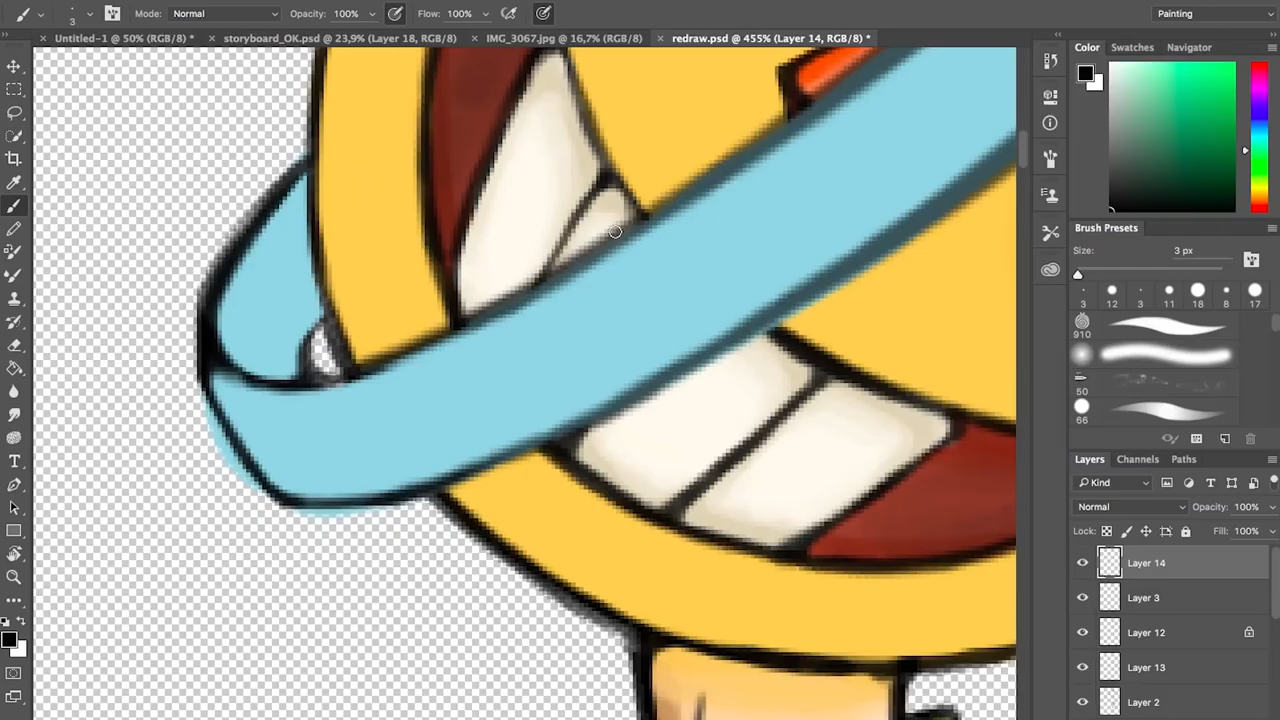 3 Mode: Normal Opacity: 100% Flow: 100% Painting
Untitled-1 @ 50% (RGB/8) * storyboard_OK.psd @ 23,9% (Layer 18, RGB/8) * IMG_3067.jpg @ 16,7% (RGB/8) redraw.psd @ 455% (Layer 14, RGB/8) *
Color Swatches Navigator
Brush Presets
Size: 3 px
3 12 3 11 18 8 17
910
50
66
Layers Channels Paths
Kind
Normal Opacity: 100%
Lock: Fill: 100%
Layer 14
Layer 3
Layer 12
Layer 13
Layer 2